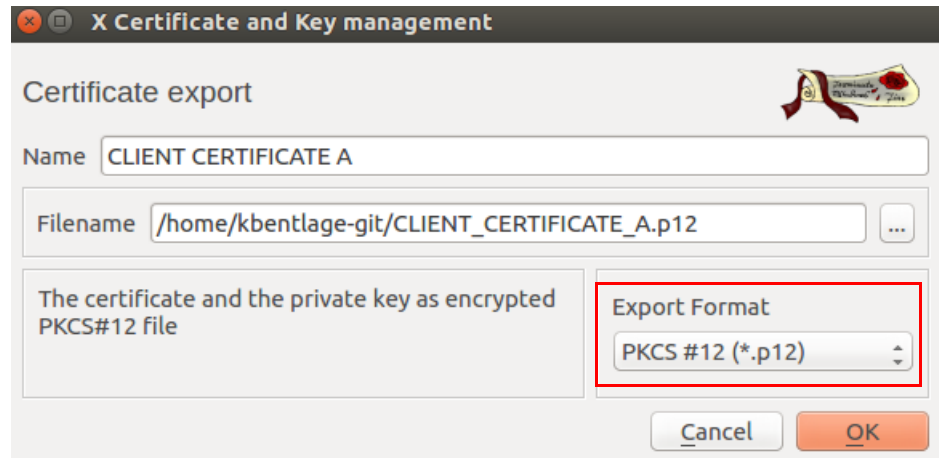 X Certificate and Key management
Certificate export
Name CLIENT CERTIFICATE A
Filename /home/kbentlage-git/CLIENT_CERTIFICATE_A.p12 ...
The certificate and the private key as encrypted
PKCS#12 file
Export Format
PKCS #12 (*.p12)
Cancel OK